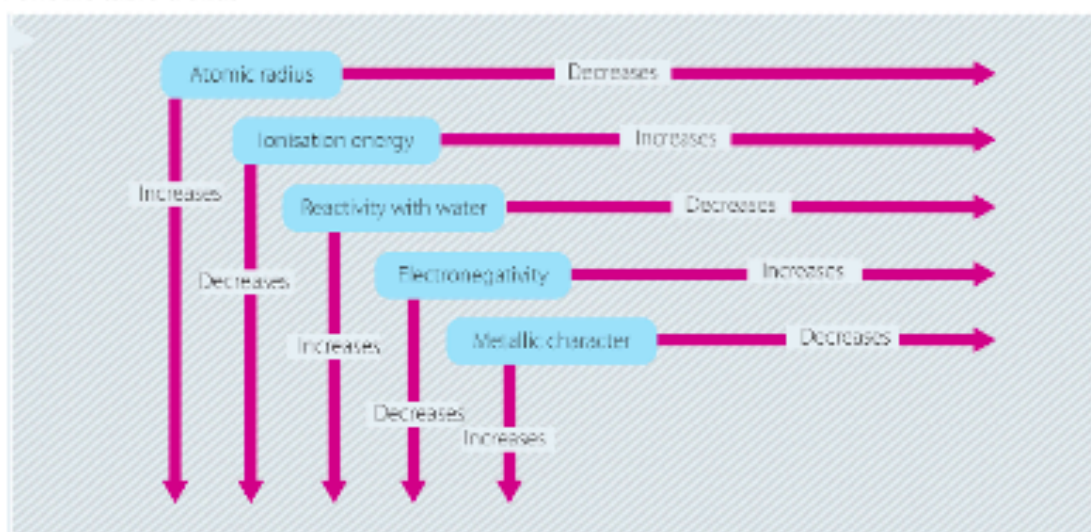 Atomic radius
Decreases
Ionisation energy
Increases
Increases
Reactivity with water
Decreases
Electronegativity
Increases
Decreases
Metallic character
Decreases
Increases
Decreases
Increases